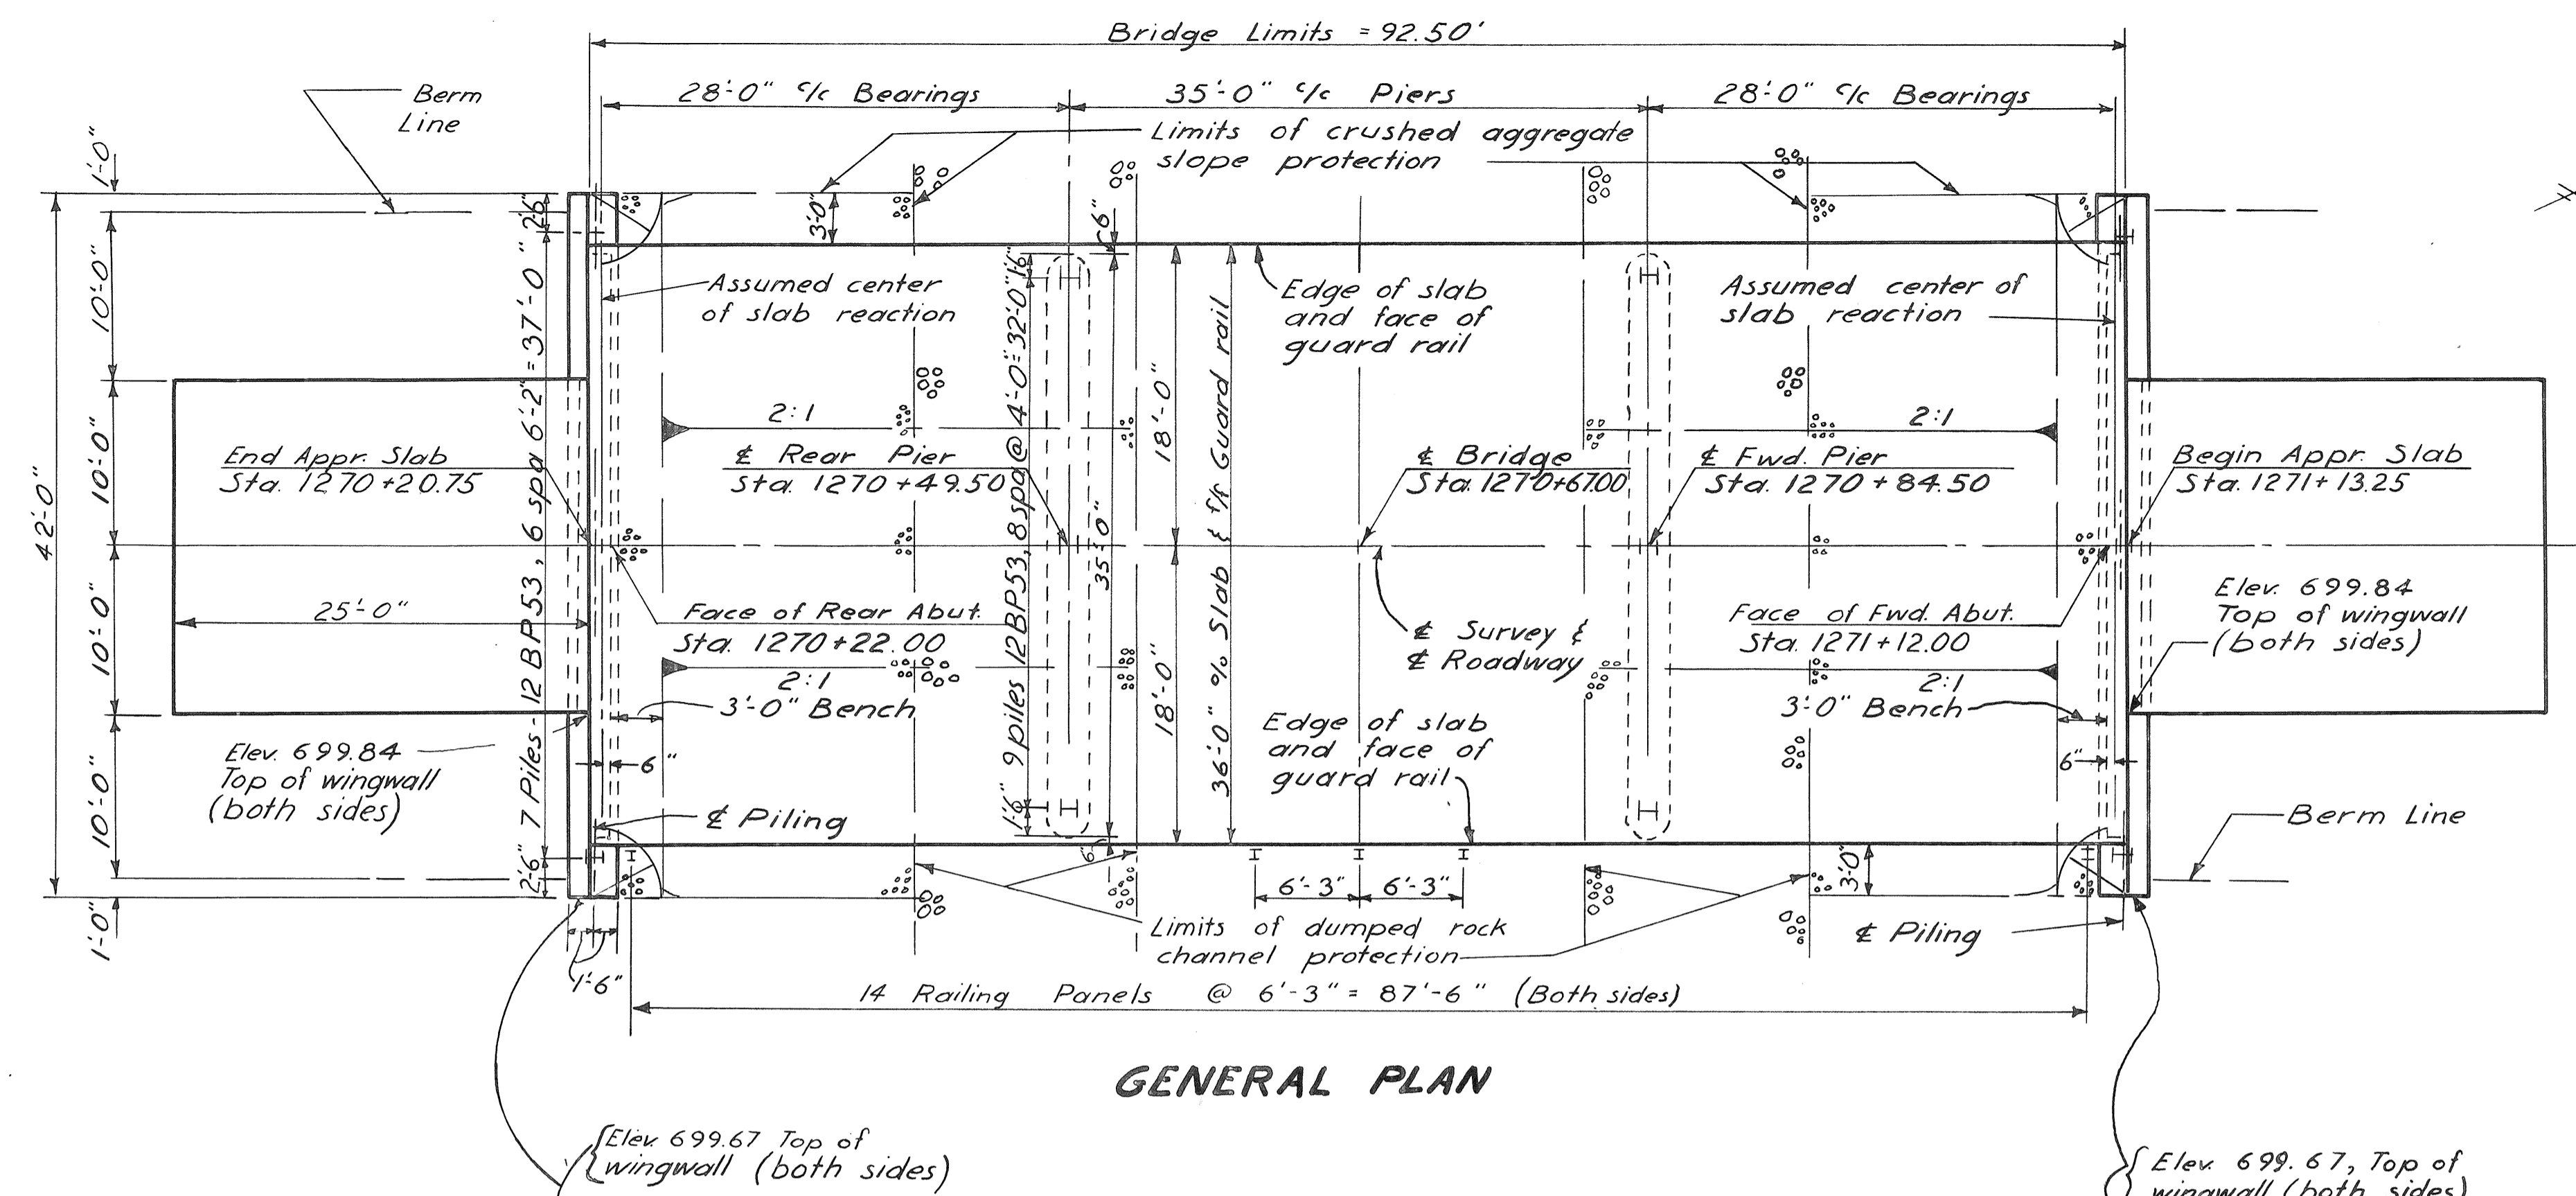 Bridge Limits = 92.50'
28'-0" c/c Bearings
35'-0" c/c Piers
28'-0" c/c Bearings
Berm
Line
Limits of crushed aggregate
slope protection
1'-0"
2'-6"
3'-0"
6"
1'-6"
10'-0"
Assumed center
of slab reaction
Edge of slab
and face of
guard rail
Assumed center of
slab reaction
2:1
2:1
18'-0"
10'-0"
End Appr. Slab
Sta. 1270+20.75
℄ Rear Pier
Sta. 1270+49.50
℄ Bridge
Sta. 1270+67.00
℄ Fwd. Pier
Sta. 1270+84.50
Begin Appr. Slab
Sta. 1271+13.25
42'-0"
7 Piles - 12 BP 53, 6 spa 6'-2" = 37'-0"
9 piles 12BP53, 8 spa @ 4'-0" = 32'-0"
35'-0"
36'-0" o/o Slab & f/f Guard rail
10'-0"
25'-0"
Face of Rear Abut.
Sta. 1270+22.00
℄ Survey &
℄ Roadway
Face of Fwd. Abut.
Sta. 1271+12.00
Elev. 699.84
Top of wingwall
(both sides)
2:1
2:1
3'-0" Bench
18'-0"
3'-0" Bench
Elev. 699.84
Top of wingwall
(both sides)
6"
Edge of slab
and face of
guard rail
6"
10'-0"
℄ Piling
1'-6"
Berm Line
2'-6"
6"
6'-3"
6'-3"
3'-0"
1'-0"
Limits of dumped rock
channel protection
℄ Piling
1'-6"
14 Railing Panels @ 6'-3" = 87'-6" (Both sides)
GENERAL PLAN
Elev. 699.67 Top of
wingwall (both sides)
Elev. 699.67, Top of
wingwall (both sides)